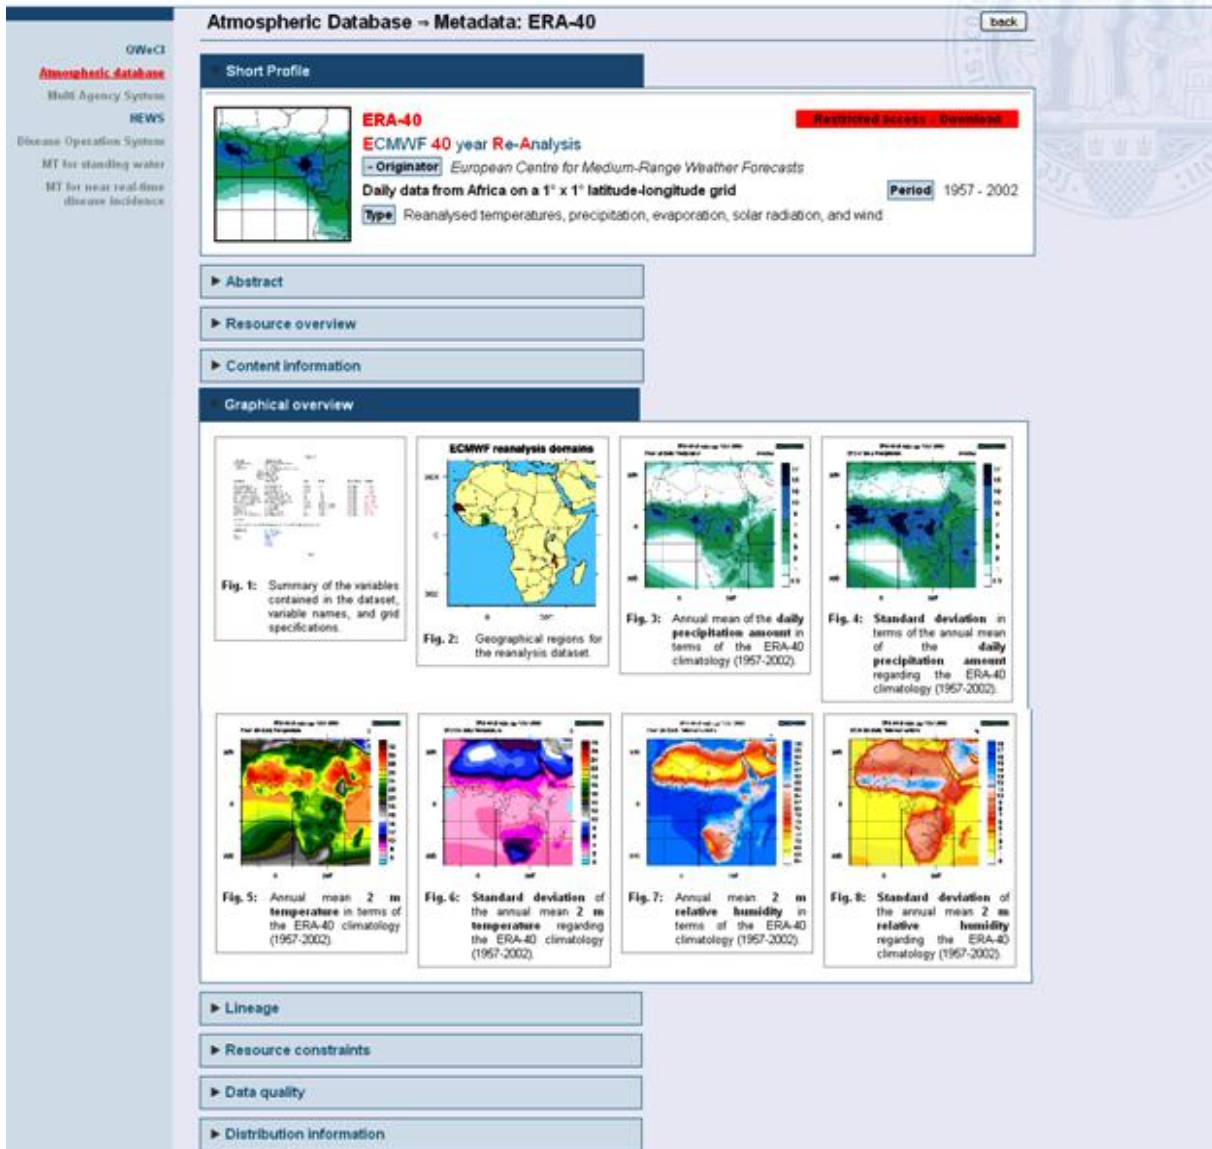 Atmospheric Database → Metadata: ERA-40
back
QWeCI
Atmospheric database
Multi Agency System
HEWS
Disease Operation System
MT for standing water
MT for near real-time
disease incidence
Short Profile
ERA-40
Restricted access - Download
ECMWF 40 year Re-Analysis
- Originator European Centre for Medium-Range Weather Forecasts
Daily data from Africa on a 1° x 1° latitude-longitude grid
Period 1957 - 2002
Type Reanalysed temperatures, precipitation, evaporation, solar radiation, and wind
► Abstract
► Resource overview
► Content information
Graphical overview
Fig. 1: Summary of the variables
contained in the dataset,
variable names, and grid
specifications.
ECMWF reanalysis domains
Fig. 2: Geographical regions for
the reanalysis dataset.
Fig. 3: Annual mean of the daily
precipitation amount in
terms of the ERA-40
climatology (1957-2002).
Fig. 4: Standard deviation in
terms of the annual mean
of the daily
precipitation amount
regarding the ERA-40
climatology (1957-2002).
Fig. 5: Annual mean 2 m
temperature in terms of
the ERA-40 climatology
(1957-2002).
Fig. 6: Standard deviation of
the annual mean 2 m
temperature regarding
the ERA-40 climatology
(1957-2002).
Fig. 7: Annual mean 2 m
relative humidity in
terms of the ERA-40
climatology (1957-2002).
Fig. 8: Standard deviation of
the annual mean 2 m
relative humidity
regarding the ERA-40
climatology (1957-2002).
► Lineage
► Resource constraints
► Data quality
► Distribution information